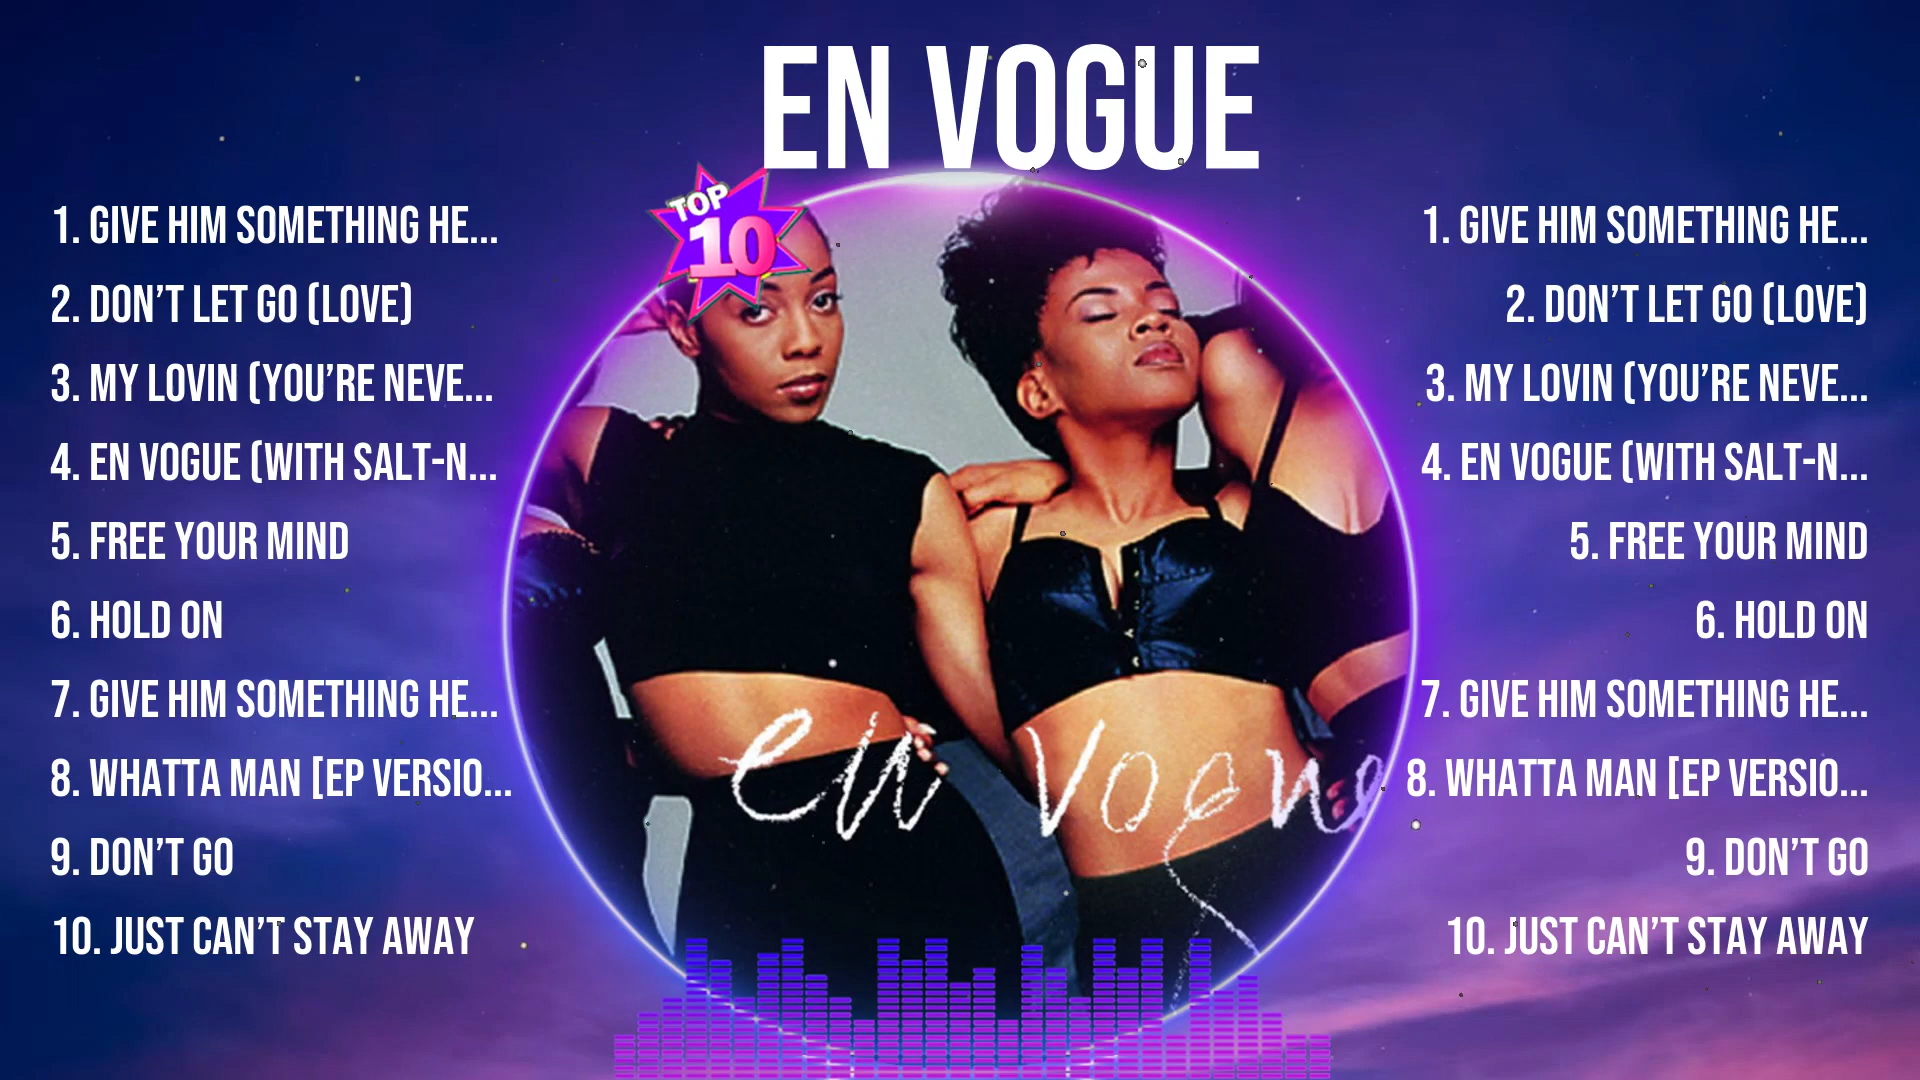 EN VOGUE
TOP
10
1. GIVE HIM SOMETHING HE...
2. DON'T LET GO (LOVE)
3. MY LOVIN (YOU'RE NEVE...
4. EN VOGUE (WITH SALT-N...
5. FREE YOUR MIND
6. HOLD ON
7. GIVE HIM SOMETHING HE...
8. WHATTA MAN [EP VERSIO...
9. DON'T GO
10. JUST CAN'T STAY AWAY
en vogue
1. GIVE HIM SOMETHING HE...
2. DON'T LET GO (LOVE)
3. MY LOVIN (YOU'RE NEVE...
4. EN VOGUE (WITH SALT-N...
5. FREE YOUR MIND
6. HOLD ON
7. GIVE HIM SOMETHING HE...
8. WHATTA MAN [EP VERSIO...
9. DON'T GO
10. JUST CAN'T STAY AWAY